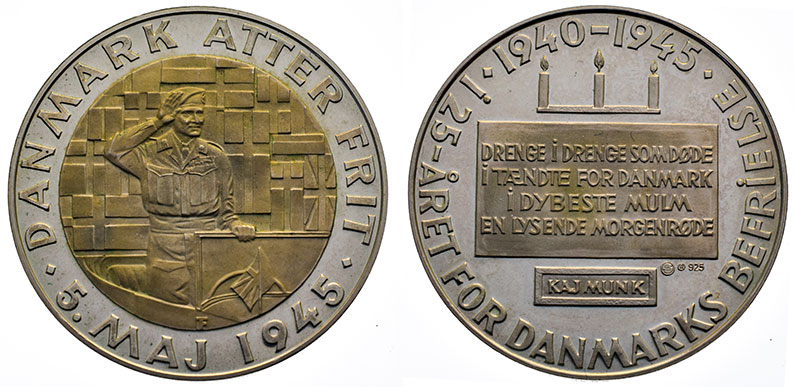 DANMARK ATTER FRIT
· 5. MAJ 1945 ·
· 1940–1945 ·
I 25-ÅRET FOR DANMARKS BEFRIELSE
DRENGE I DRENGE SOM DØDE
I TÆNDTE FOR DANMARK
I DYBESTE MULM
EN LYSENDE MORGENRØDE
925
KAJ MUNK